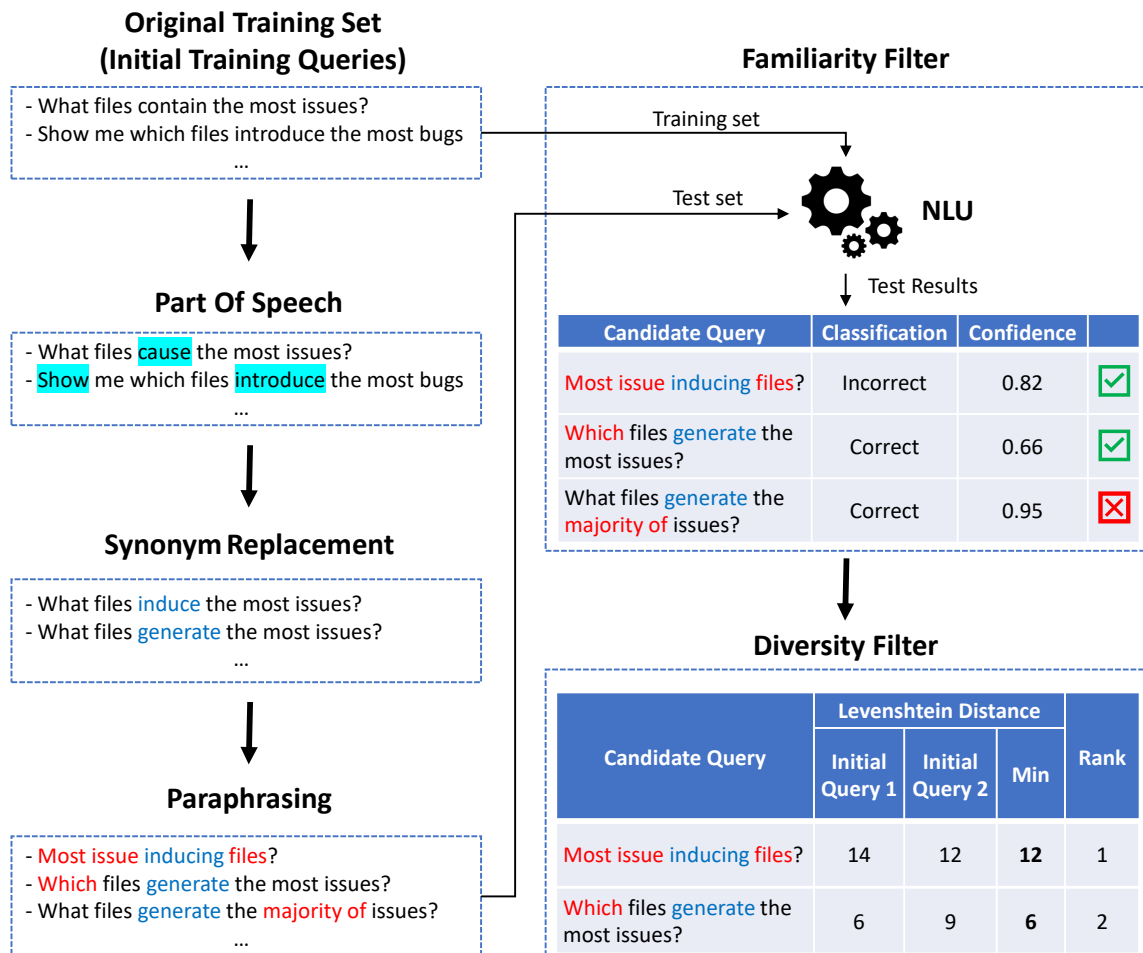 Original Training Set
(Initial Training Queries)
- What files contain the most issues?
- Show me which files introduce the most bugs
...
Part Of Speech
- What files cause the most issues?
- Show me which files introduce the most bugs
...
Synonym Replacement
- What files induce the most issues?
- What files generate the most issues?
...
Paraphrasing
- Most issue inducing files?
- Which files generate the most issues?
- What files generate the majority of issues?
...
Familiarity Filter
Training set
Test set
NLU
Test Results
Candidate Query Classification Confidence
Most issue inducing files? Incorrect 0.82
Which files generate the
most issues? Correct 0.66
What files generate the
majority of issues? Correct 0.95
Diversity Filter
Candidate Query Levenshtein Distance Rank
Initial
Query 1 Initial
Query 2 Min
Most issue inducing files? 14 12 12 1
Which files generate the
most issues? 6 9 6 2